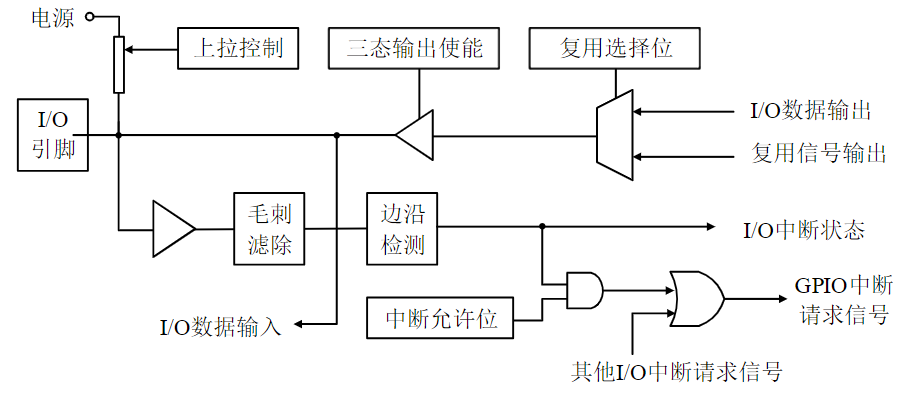 电源
上拉控制
三态输出使能
复用选择位
I/O
引脚
I/O数据输出
复用信号输出
毛刺
滤除
边沿
检测
I/O中断状态
I/O数据输入
中断允许位
GPIO中断
请求信号
其他I/O中断请求信号